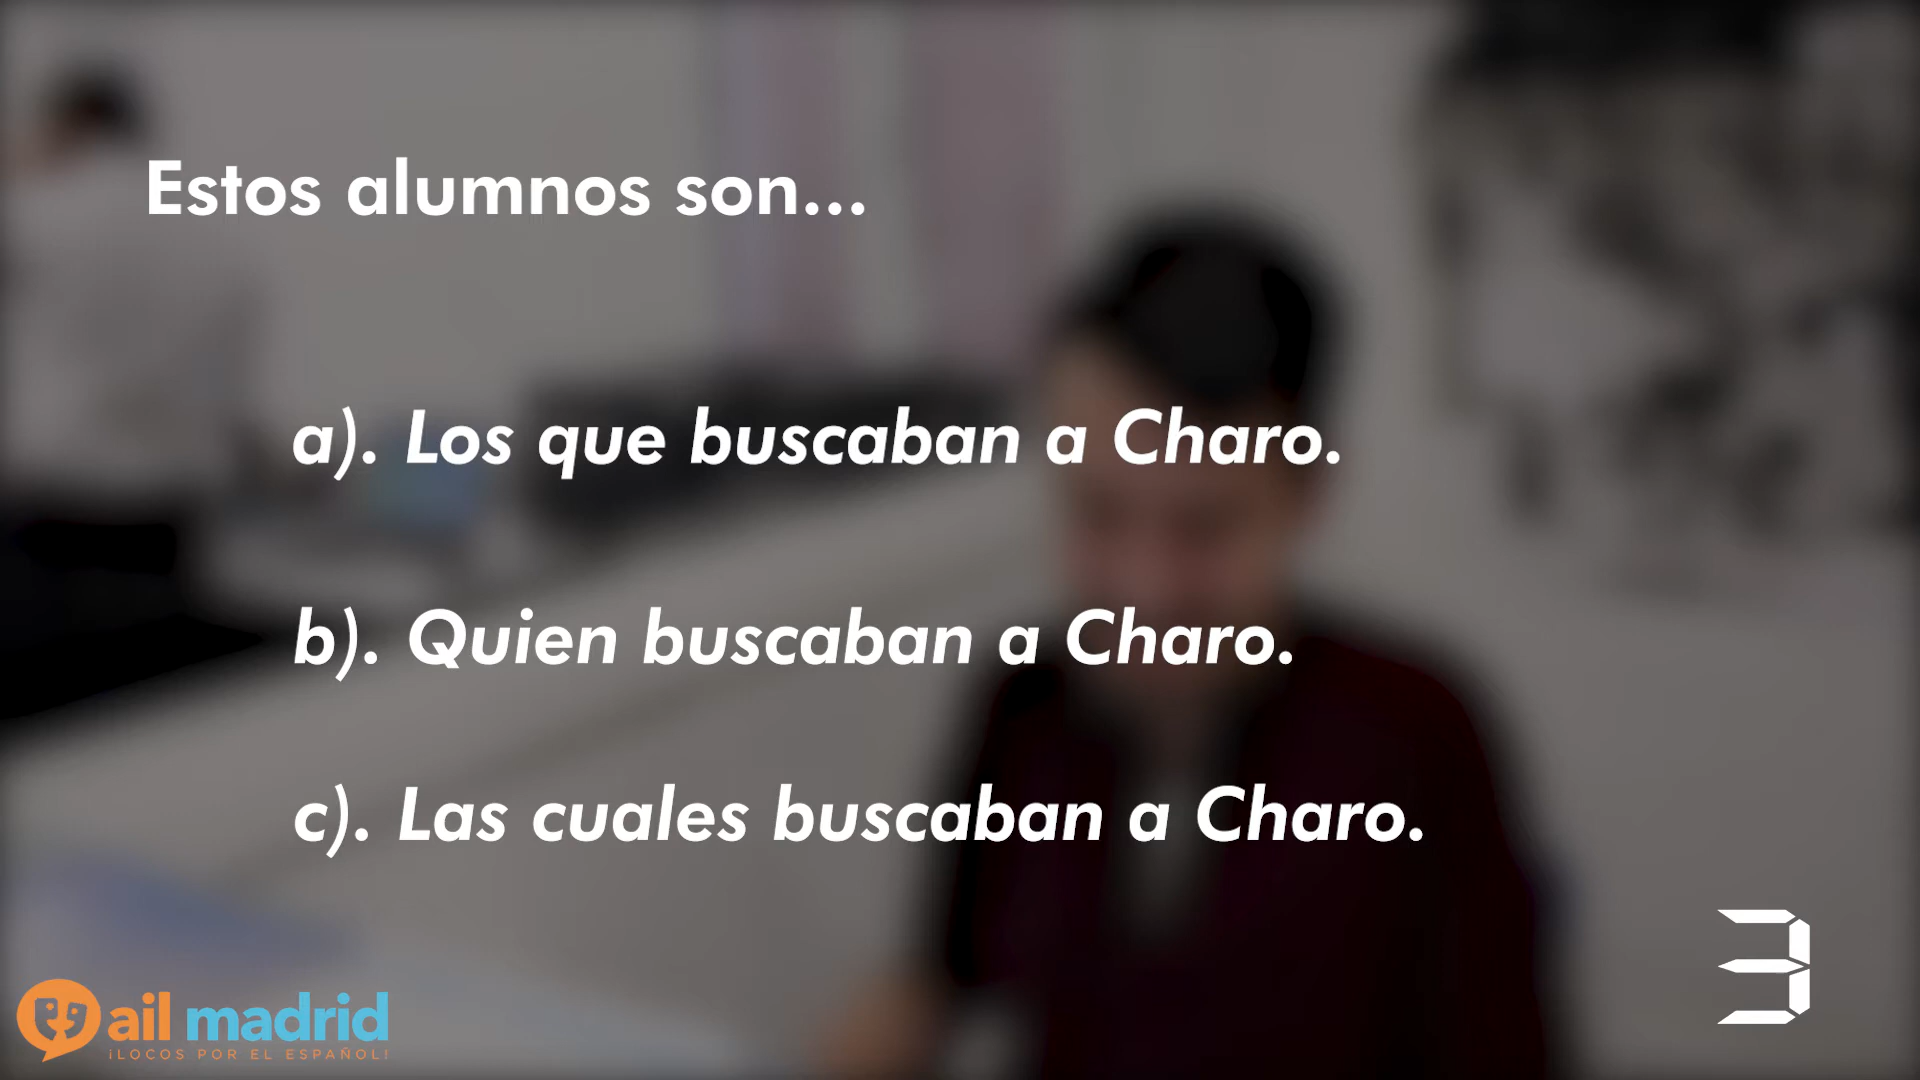 Estos alumnos son...
a). Los que buscaban a Charo.
b). Quien buscaban a Charo.
c). Las cuales buscaban a Charo.
3
ail madrid
¡LOCOS POR EL ESPAÑOL!